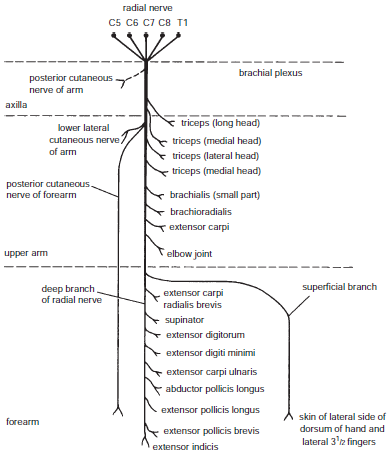 radial nerve
C5 C6 C7 C8 T1
brachial plexus
posterior cutaneous
nerve of arm
axilla
triceps (long head)
lower lateral
cutaneous nerve
of arm
triceps (medial head)
triceps (lateral head)
triceps (medial head)
posterior cutaneous
nerve of forearm
brachialis (small part)
brachioradialis
extensor carpi
upper arm
elbow joint
deep branch
of radial nerve
superficial branch
extensor carpi
radialis brevis
supinator
extensor digitorum
extensor digiti minimi
extensor carpi ulnaris
abductor pollicis longus
extensor pollicis longus
forearm
extensor pollicis brevis
extensor indicis
skin of lateral side of
dorsum of hand and
lateral 3 1/2 fingers